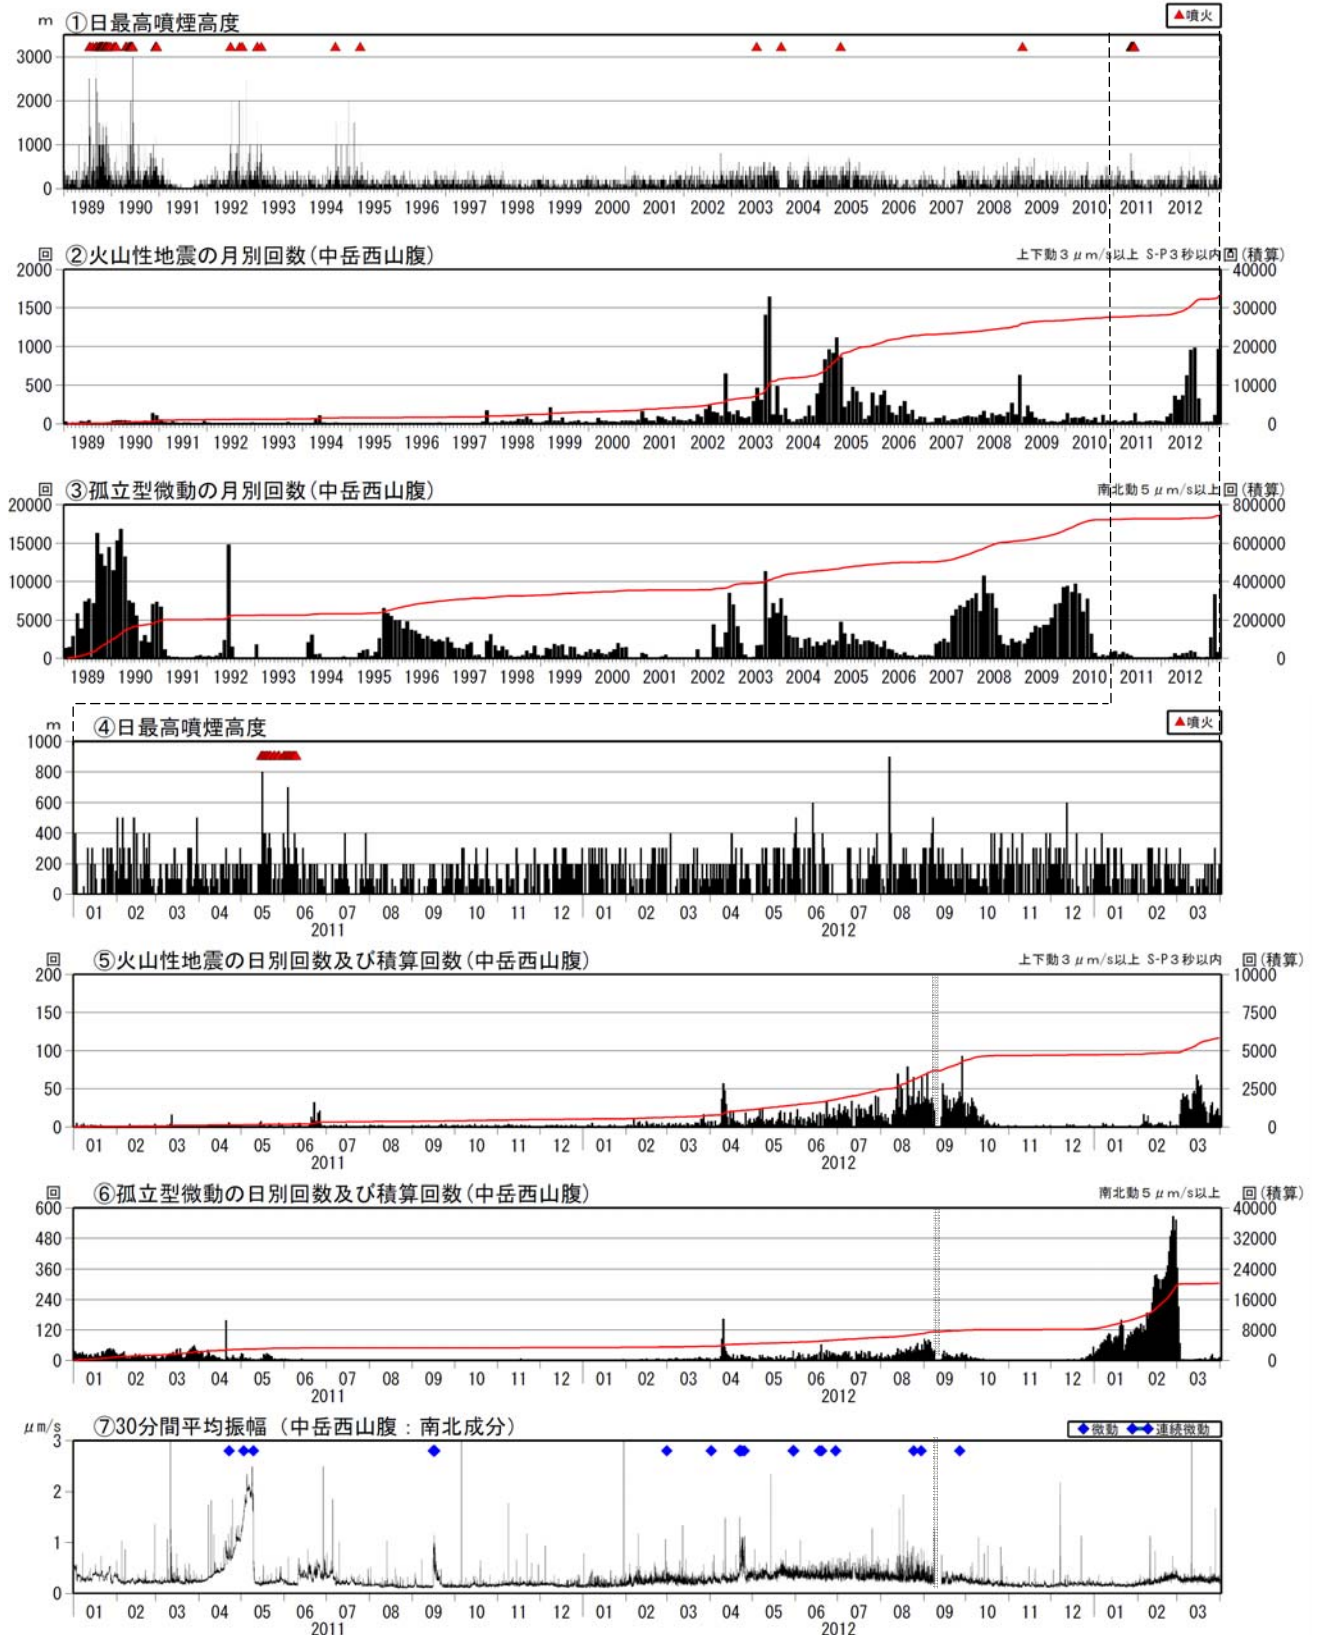 m ①日最高噴煙高度 ▲噴火
3000
2000
1000
0
1989 1990 1991 1992 1993 1994 1995 1996 1997 1998 1999 2000 2001 2002 2003 2004 2005 2006 2007 2008 2009 2010 2011 2012
回 ②火山性地震の月別回数(中岳西山腹) 上下動3μm/s以上 S-P3秒以内 回(積算)
2000 40000
1500 30000
1000 20000
500 10000
0 0
1989 1990 1991 1992 1993 1994 1995 1996 1997 1998 1999 2000 2001 2002 2003 2004 2005 2006 2007 2008 2009 2010 2011 2012
回 ③孤立型微動の月別回数(中岳西山腹) 南北動5μm/s以上 回(積算)
20000 800000
15000 600000
10000 400000
5000 200000
0 0
1989 1990 1991 1992 1993 1994 1995 1996 1997 1998 1999 2000 2001 2002 2003 2004 2005 2006 2007 2008 2009 2010 2011 2012
m ④日最高噴煙高度 ▲噴火
1000
800
600
400
200
0
01 02 03 04 05 06 07 08 09 10 11 12 01 02 03 04 05 06 07 08 09 10 11 12 01 02 03
2011 2012
回 ⑤火山性地震の日別回数及び積算回数(中岳西山腹) 上下動3μm/s以上 S-P3秒以内 回(積算)
200 10000
150 7500
100 5000
50 2500
0 0
01 02 03 04 05 06 07 08 09 10 11 12 01 02 03 04 05 06 07 08 09 10 11 12 01 02 03
2011 2012
回 ⑥孤立型微動の日別回数及び積算回数(中岳西山腹) 南北動5μm/s以上 回(積算)
600 40000
480 32000
360 24000
240 16000
120 8000
0 0
01 02 03 04 05 06 07 08 09 10 11 12 01 02 03 04 05 06 07 08 09 10 11 12 01 02 03
2011 2012
μm/s ⑦30分間平均振幅(中岳西山腹:南北成分) ◆微動 ◆◆連続微動
3
2
1
0
01 02 03 04 05 06 07 08 09 10 11 12 01 02 03 04 05 06 07 08 09 10 11 12 01 02 03
2011 2012